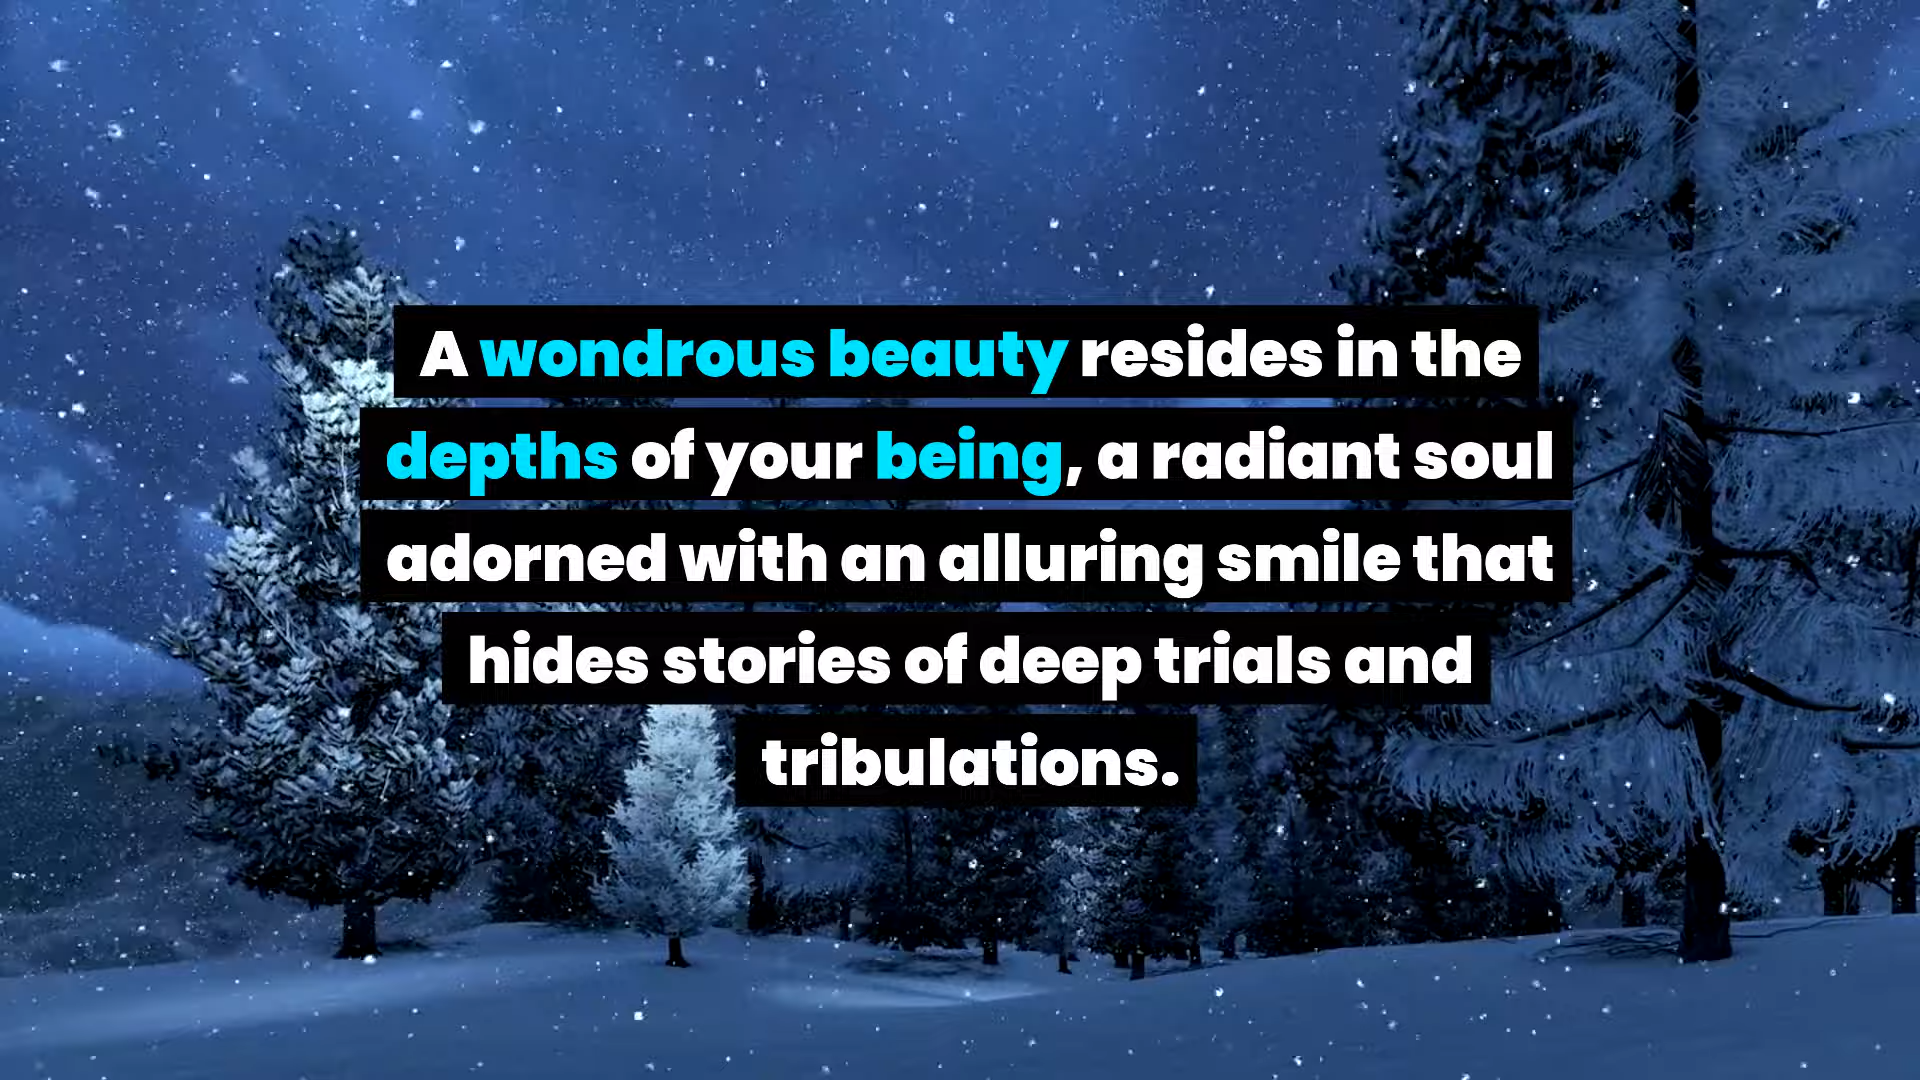 A wondrous beauty resides in the
depths of your being, a radiant soul
adorned with an alluring smile that
hides stories of deep trials and
tribulations.